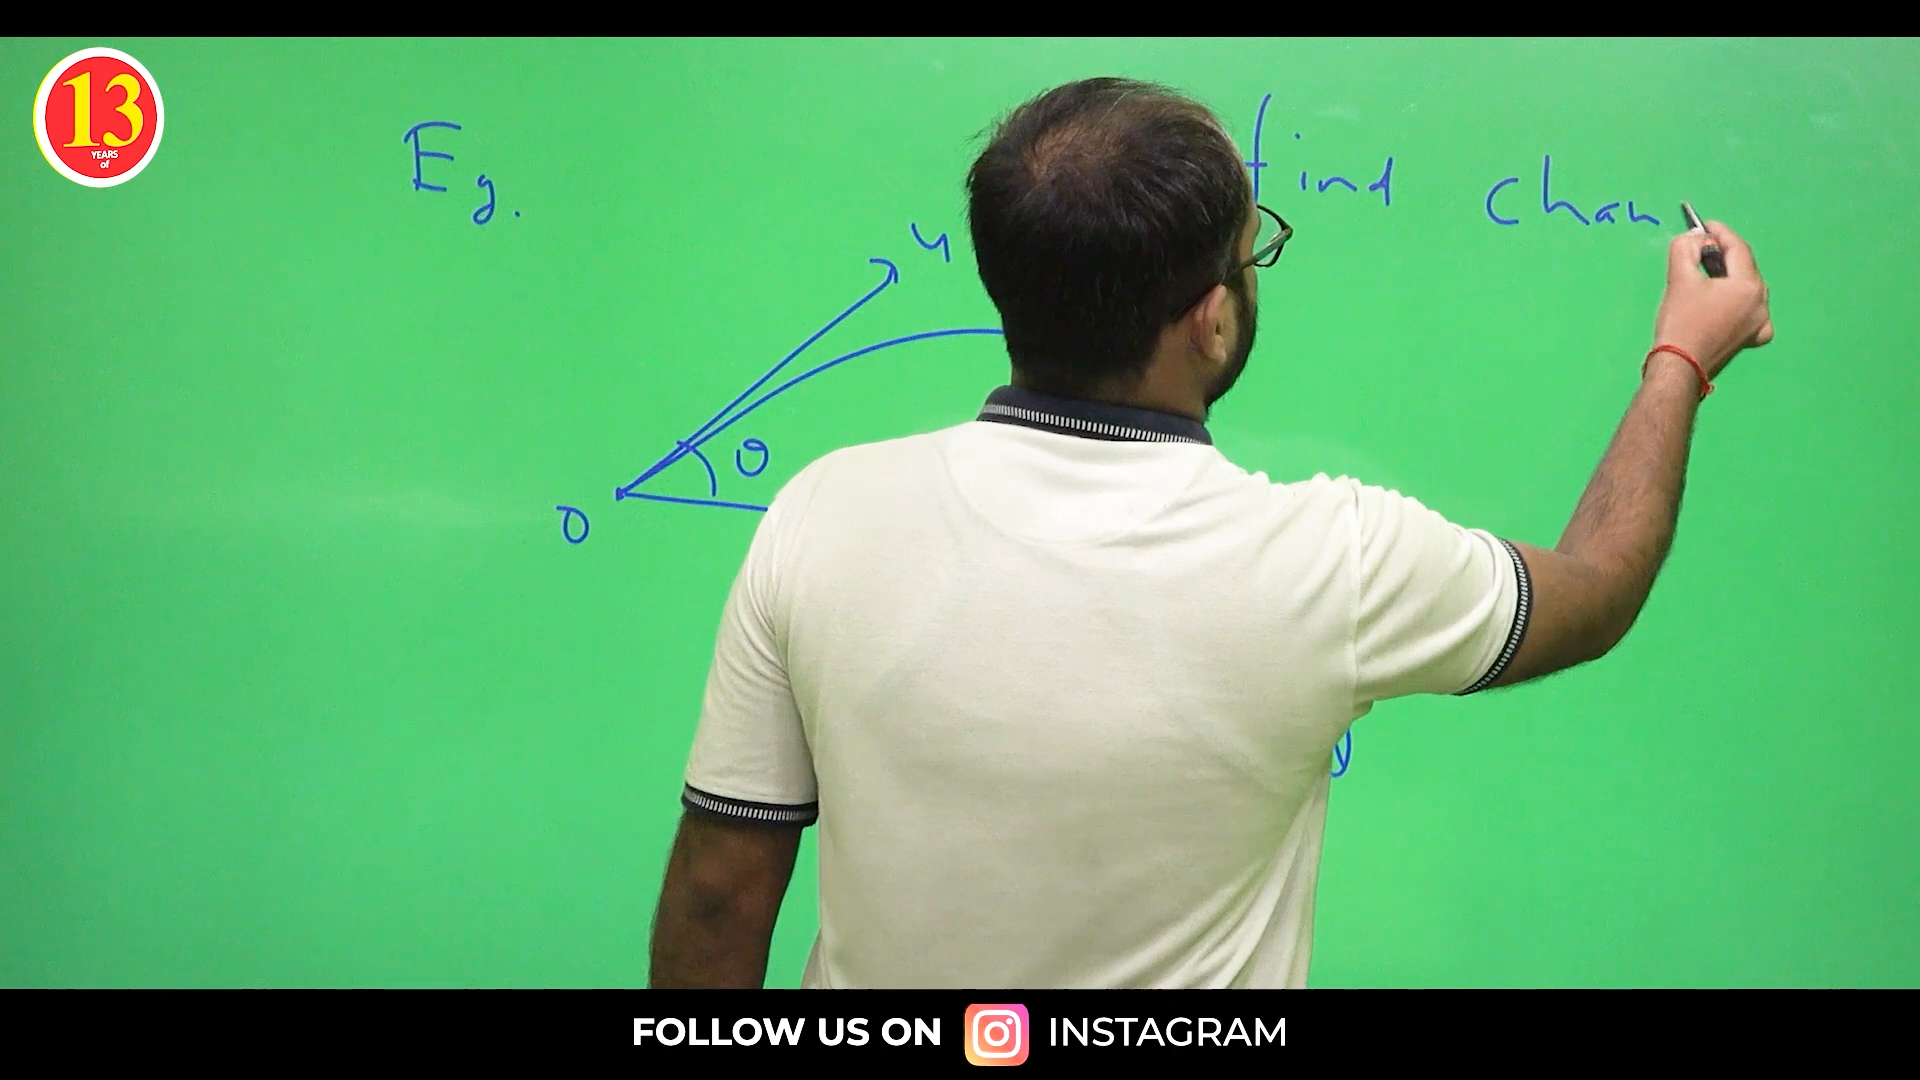 13
YEARS
of
Eg.
find chan
u
θ
O
FOLLOW US ON INSTAGRAM